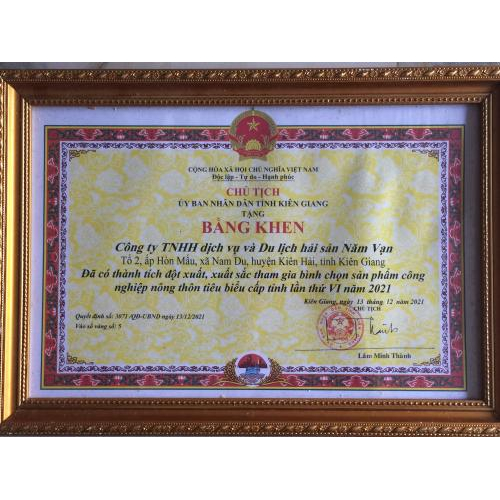 CỘNG HÒA XÃ HỘI CHỦ NGHĨA VIỆT NAM
Độc lập - Tự do - Hạnh phúc
CHỦ TỊCH
ỦY BAN NHÂN DÂN TỈNH KIÊN GIANG
TẶNG
BẰNG KHEN
Công ty TNHH dịch vụ và Du lịch hải sản Năm Vạn
Tổ 2, ấp Hòn Mấu, xã Nam Du, huyện Kiên Hải, tỉnh Kiên Giang
Đã có thành tích đột xuất, xuất sắc tham gia bình chọn sản phẩm công
nghiệp nông thôn tiêu biểu cấp tỉnh lần thứ VI năm 2021
Kiên Giang, ngày 13 tháng 12 năm 2021
Quyết định số: 3071/QĐ-UBND ngày 13/12/2021
CHỦ TỊCH
Vào sổ vàng số: 5
Lâm Minh Thành